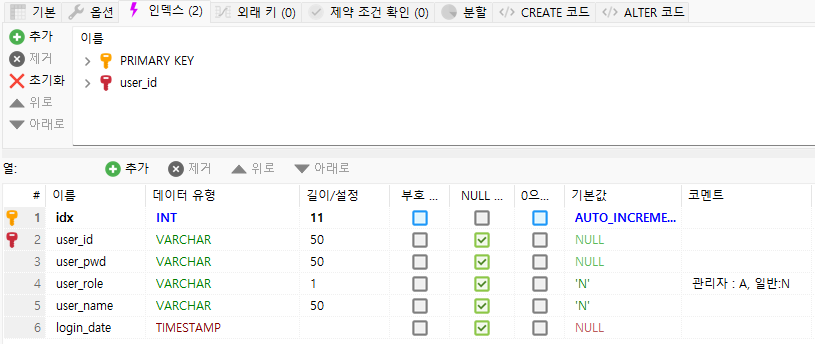 기본 옵션 인덱스 (2) 외래 키 (0) 제약 조건 확인 (0) 분할 CREATE 코드 ALTER 코드
추가
제거
초기화
위로
아래로
이름
PRIMARY KEY
user_id
열: 추가 제거 위로 아래로
# 이름 데이터 유형 길이/설정 부호 ... NULL ... 0으... 기본값 코멘트
1 idx INT 11 AUTO_INCREME...
2 user_id VARCHAR 50 NULL
3 user_pwd VARCHAR 50 NULL
4 user_role VARCHAR 1 'N' 관리자 : A, 일반:N
5 user_name VARCHAR 50 'N'
6 login_date TIMESTAMP NULL